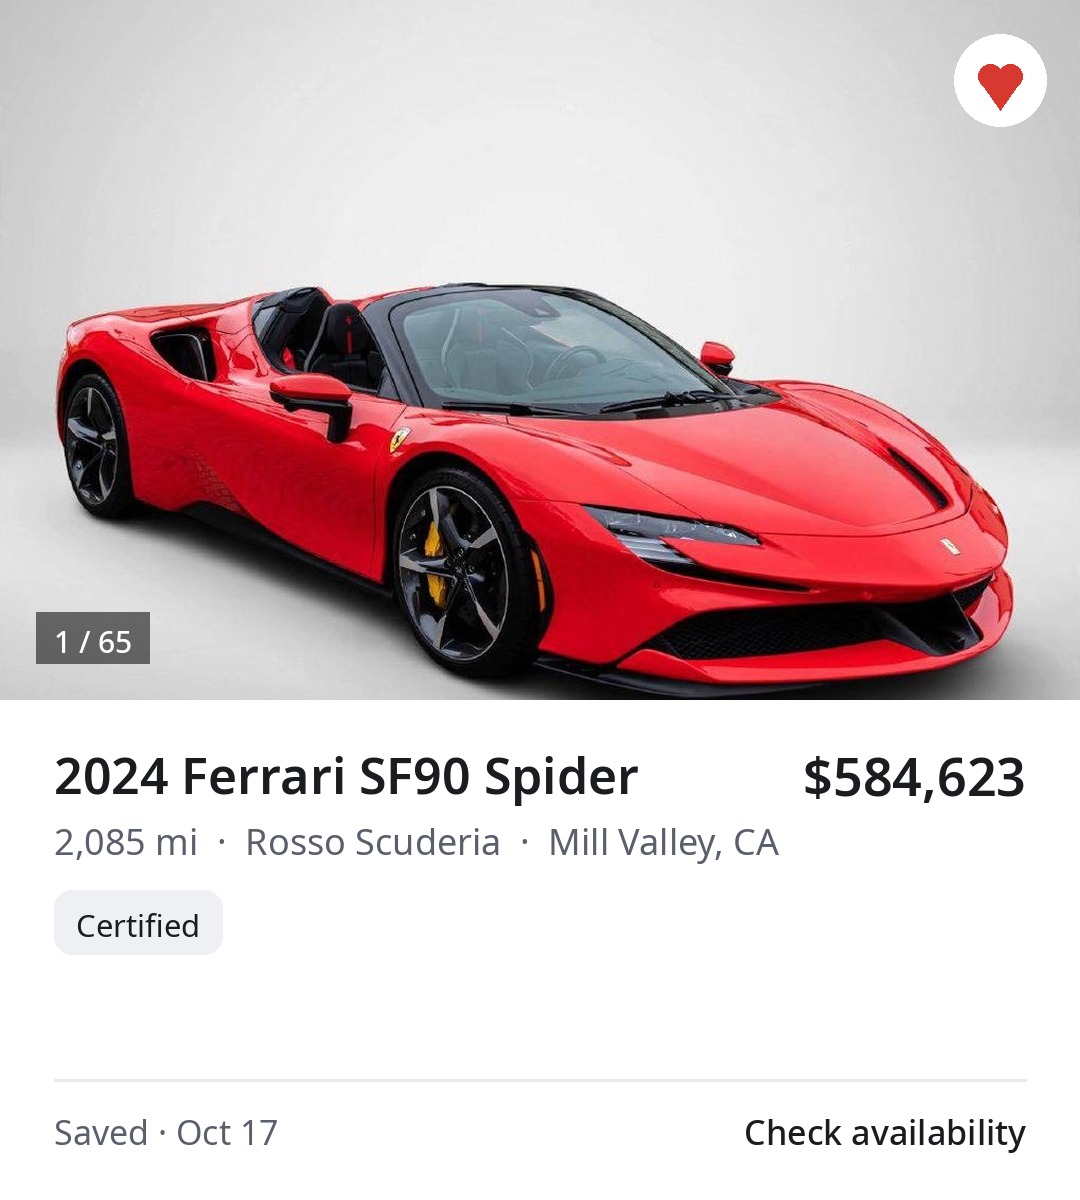 1 / 65
2024 Ferrari SF90 Spider $584,623
2,085 mi · Rosso Scuderia · Mill Valley, CA
Certified
Saved · Oct 17 Check availability